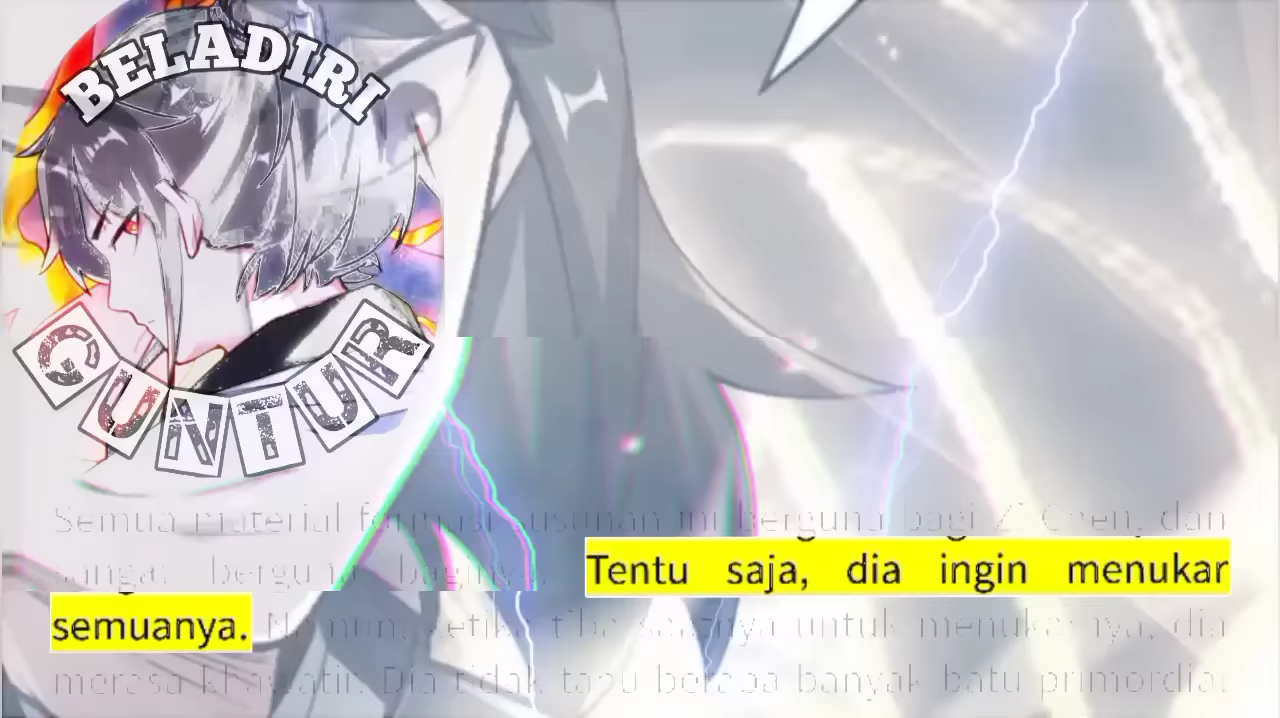 BELADIRI
GUNTUR
Semua material formasi susunan ini berguna bagi Zi Chen, dan
sangat berguna baginya. Tentu saja, dia ingin menukar
semuanya. Namun, ketika tiba saatnya untuk menukarnya, dia
merasa khawatir. Dia tidak tahu berapa banyak batu primordial